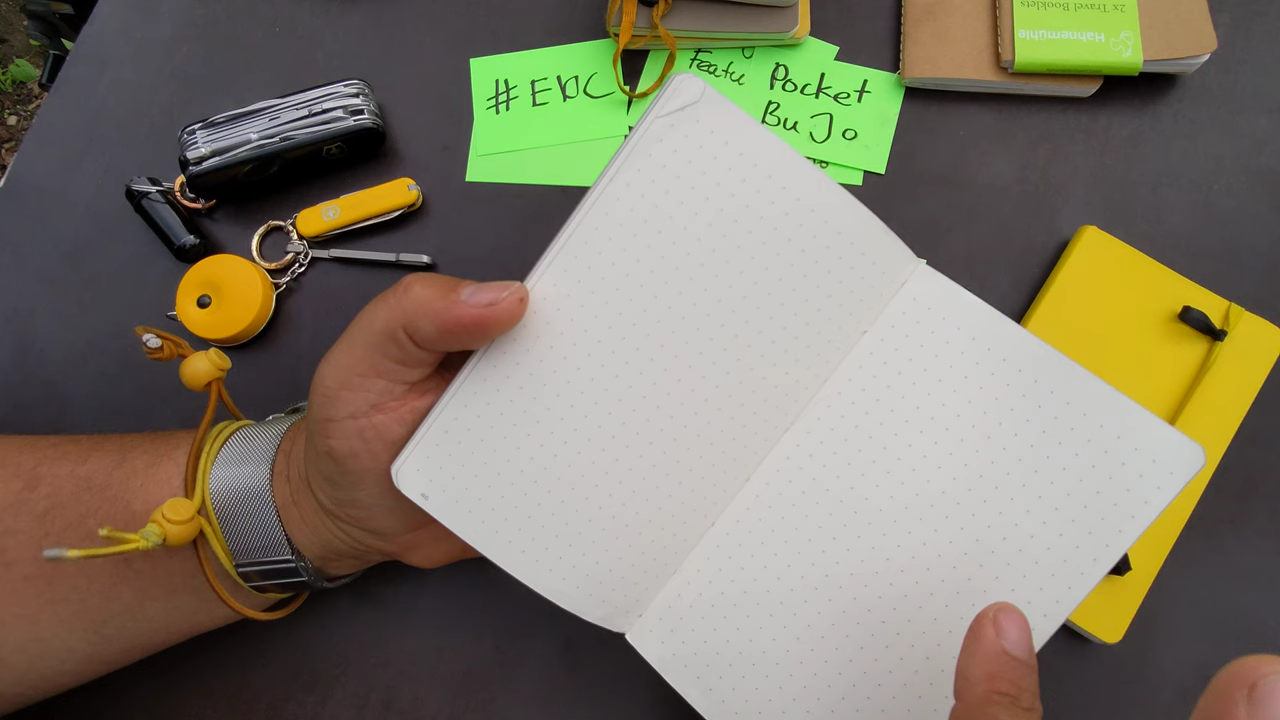 #EDC
Featu
Pocket
BuJo
Hahnemühle
2x Travel Booklets